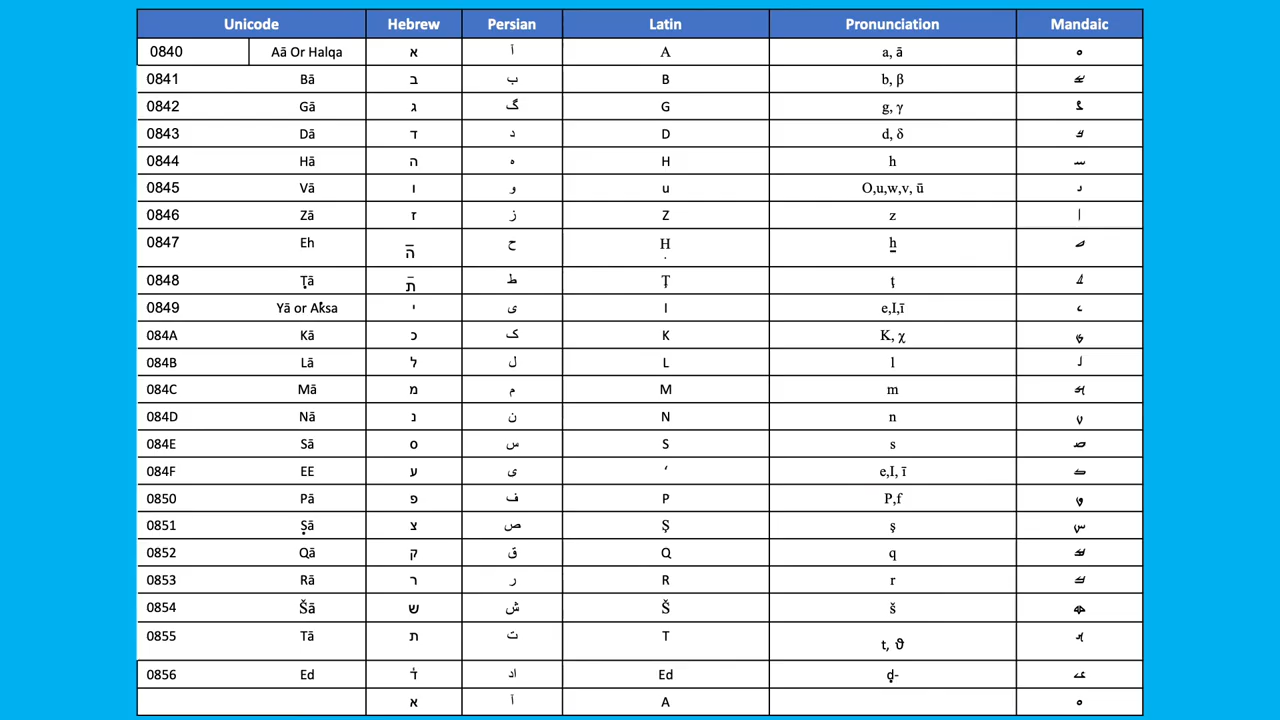 Unicode Hebrew Persian Latin Pronunciation Mandaic
0840 Aā Or Halqa א آ A a, ā ࡀ
0841 Bā ב ب B b, β ࡁ
0842 Gā ג گ G g, γ ࡂ
0843 Dā ד د D d, δ ࡃ
0844 Hā ה ه H h ࡄ
0845 Vā ו و u O,u,w,v, ū ࡅ
0846 Zā ז ز Z z ࡆ
0847 Eh ה̅ ح Ḥ ẖ ࡇ
0848 Ṭā ת̅ ط Ṭ ṭ ࡈ
0849 Yā or Aḱsa י ی I e,I,ī ࡉ
084A Kā כ ک K K, χ ࡊ
084B Lā ל ل L l ࡋ
084C Mā מ م M m ࡌ
084D Nā נ ن N n ࡍ
084E Sā ס س S s ࡎ
084F EE ע ی ʻ e,I, ī ࡏ
0850 Pā פ ف P P,f ࡐ
0851 Ṣā צ ص Ş ş ࡑ
0852 Qā ק ق Q q ࡒ
0853 Rā ר ر R r ࡓ
0854 Šā ש ش Š š ࡔ
0855 Tā ת ت T t, ϑ ࡕ
0856 Ed ד֗ اد Ed ḍ- ࡖ
א آ A ࡀ